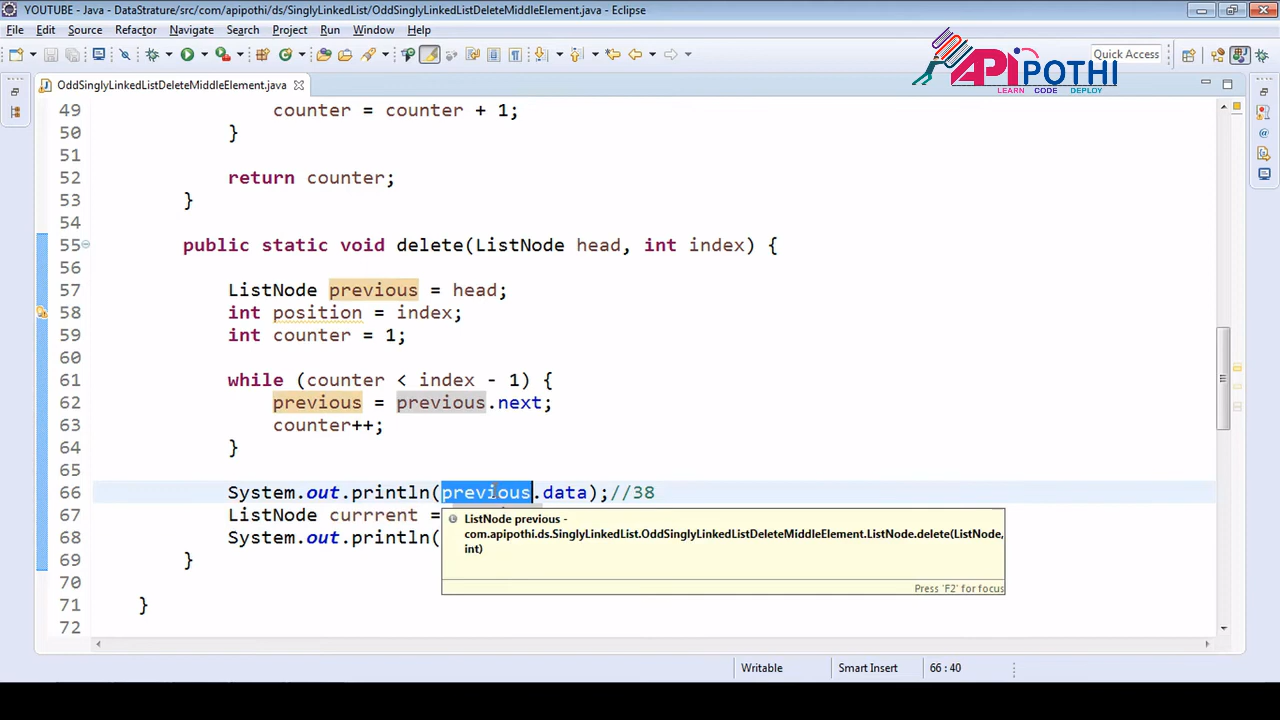 YOUTUBE - Java - DataStrature/src/com/apipothi/ds/SinglyLinkedList/OddSinglyLinkedListDeleteMiddleElement.java - Eclipse
File Edit Source Refactor Navigate Search Project Run Window Help
Quick Access
APIPOTHI
LEARN CODE DEPLOY
OddSinglyLinkedListDeleteMiddleElement.java
49 counter = counter + 1;
50 }
51
52 return counter;
53 }
54
55 public static void delete(ListNode head, int index) {
56
57 ListNode previous = head;
58 int position = index;
59 int counter = 1;
60
61 while (counter < index - 1) {
62 previous = previous.next;
63 counter++;
64 }
65
66 System.out.println(previous.data);//38
67 ListNode currrent =
68 System.out.println(
69 }
70
71 }
72
ListNode previous -
com.apipothi.ds.SinglyLinkedList.OddSinglyLinkedListDeleteMiddleElement.ListNode.delete(ListNode,
int)
Press 'F2' for focus
Writable Smart Insert 66 : 40